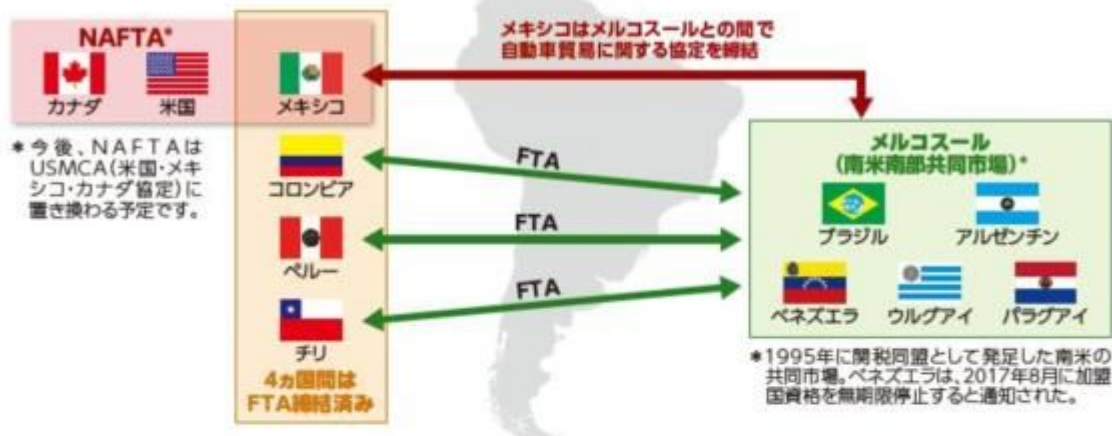 NAFTA*
カナダ
米国
メキシコ
*今後、NAFTAは
USMCA(米国・メキ
シコ・カナダ協定)に
置き換わる予定です。
コロンビア
ペルー
チリ
4ヵ国間は
FTA締結済み
メキシコはメルコスールとの間で
自動車貿易に関する協定を締結
FTA
FTA
FTA
メルコスール
(南米南部共同市場)*
ブラジル
アルゼンチン
ベネズエラ
ウルグアイ
パラグアイ
*1995年に関税同盟として発足した南米の
共同市場。ベネズエラは、2017年8月に加盟
国資格を無期限停止すると通知された。